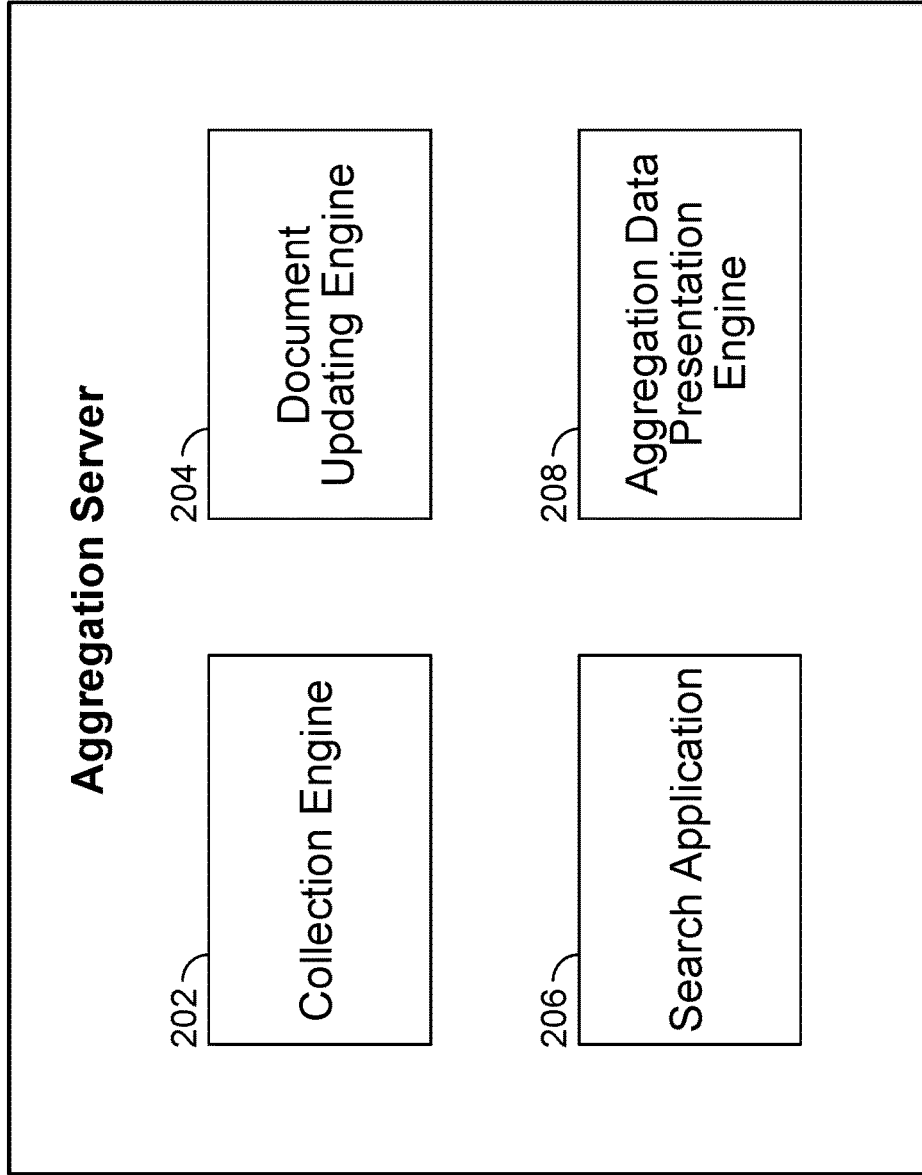 Aggregation Server
202
Collection Engine
204
Document
Updating Engine
206
Search Application
208
Aggregation Data
Presentation
Engine